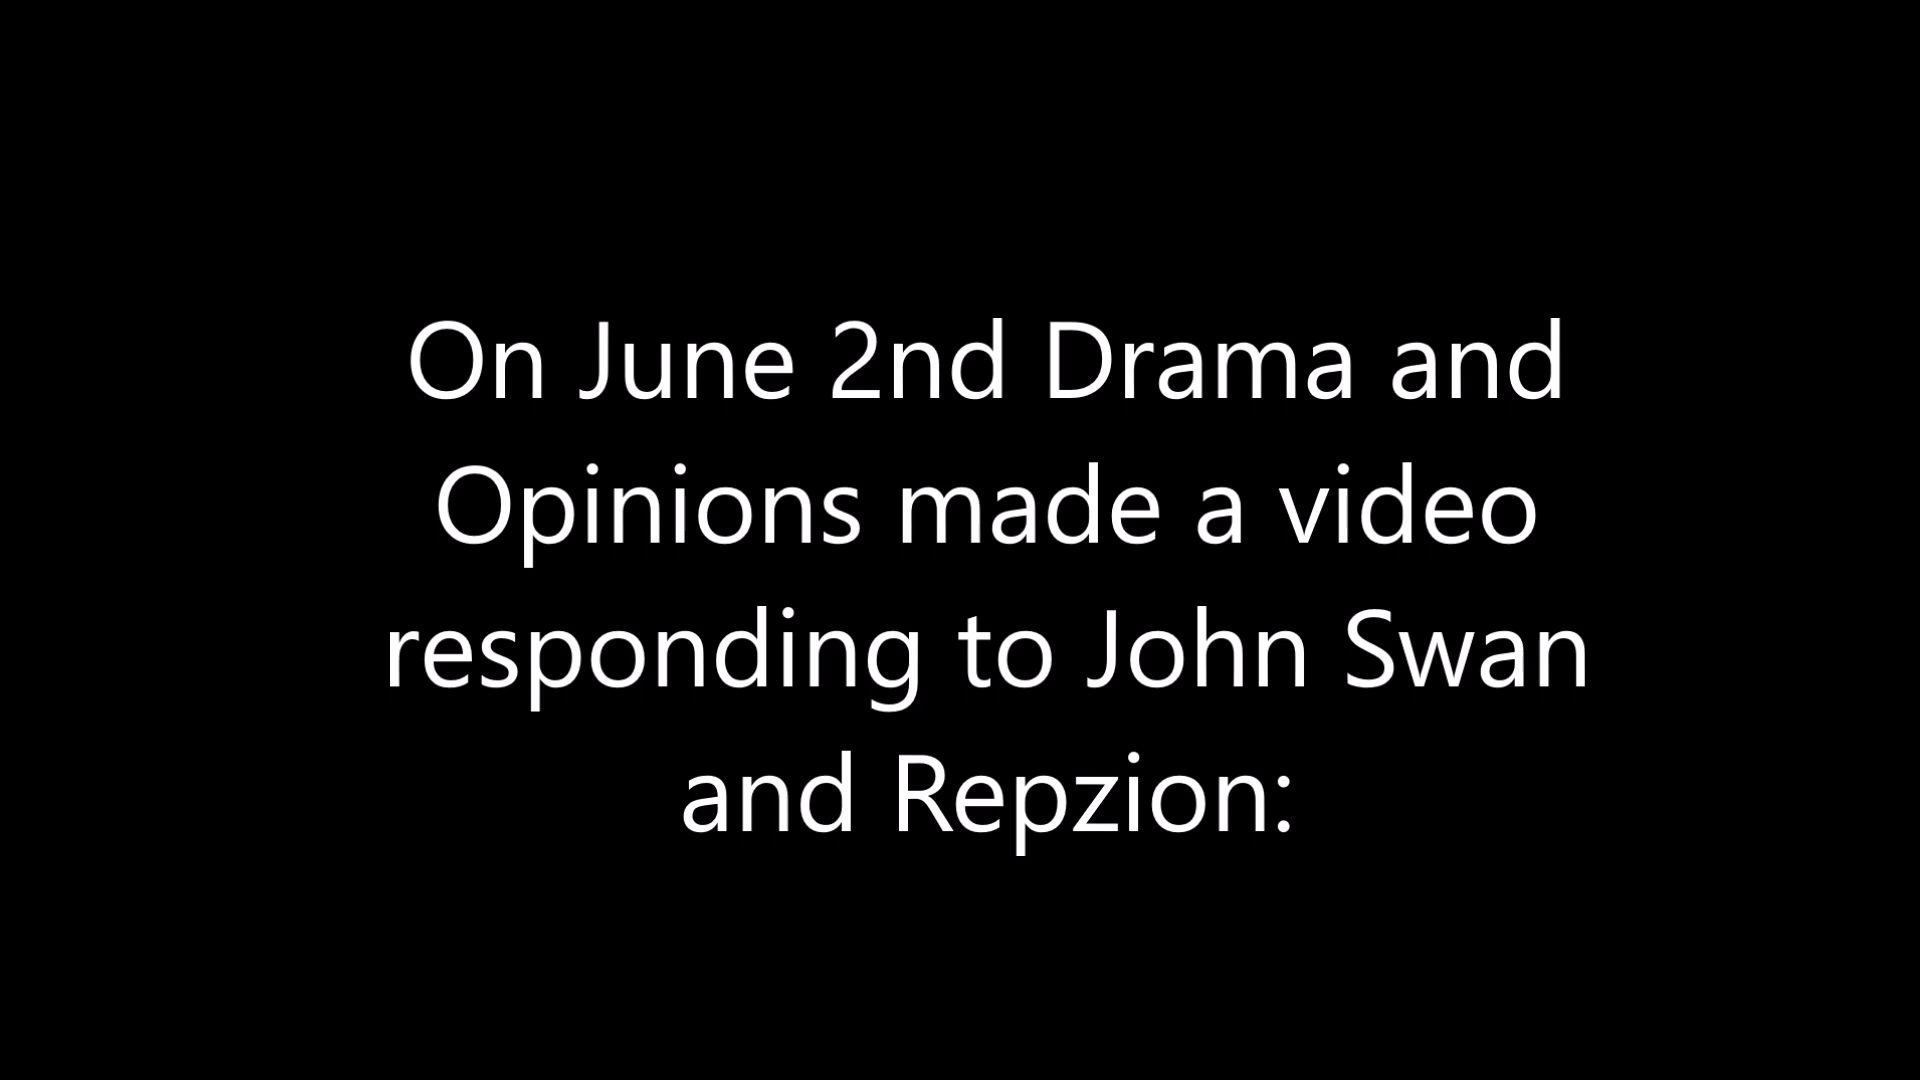 On June 2nd Drama and
Opinions made a video
responding to John Swan
and Repzion: